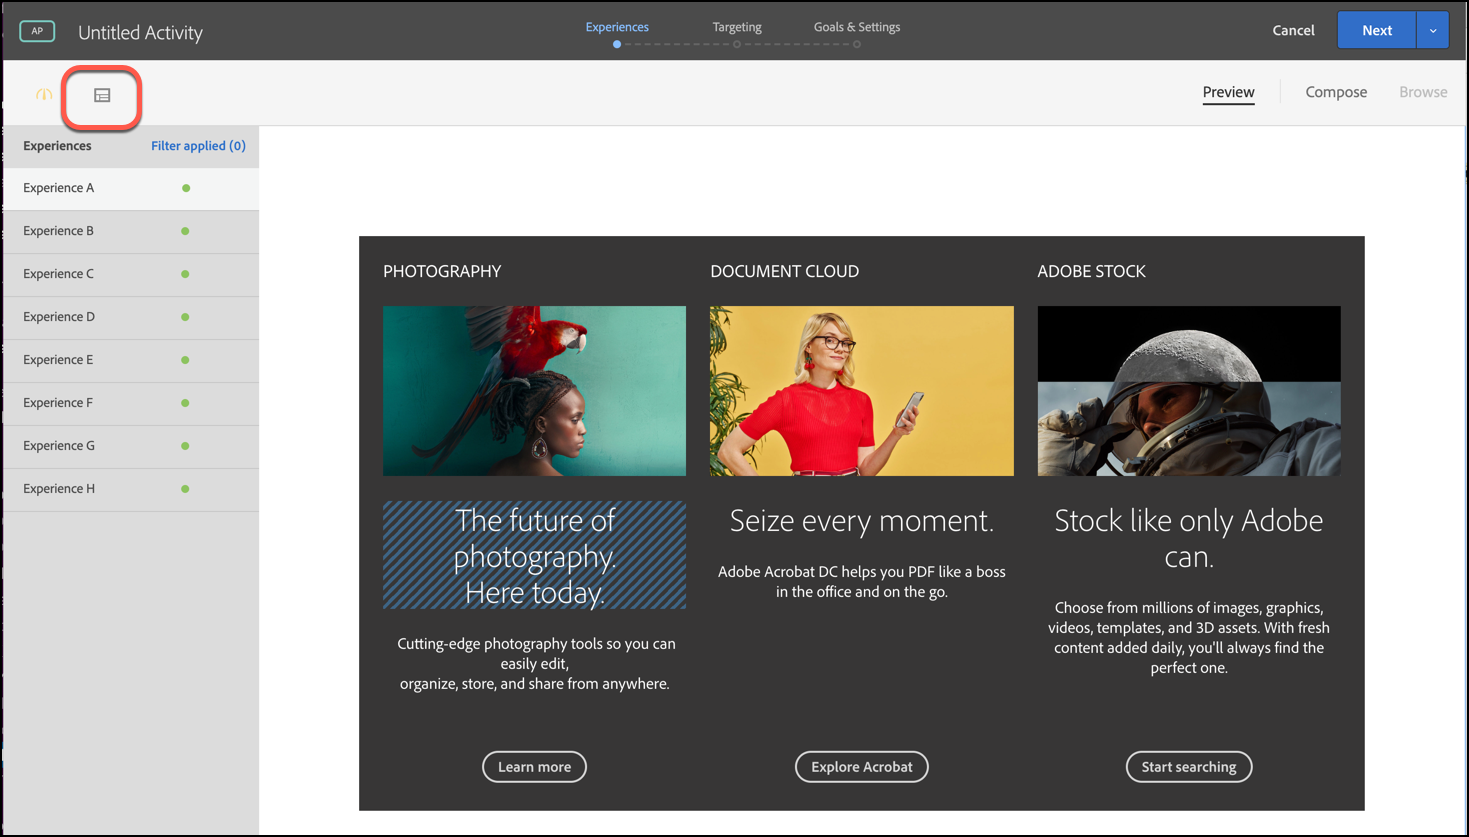 AP
Untitled Activity
Experiences
Targeting
Goals & Settings
Cancel
Next
Preview
Compose
Browse
Experiences
Filter applied (0)
Experience A
Experience B
Experience C
Experience D
Experience E
Experience F
Experience G
Experience H
PHOTOGRAPHY
The future of
photography.
Here today.
Cutting-edge photography tools so you can
easily edit,
organize, store, and share from anywhere.
Learn more
DOCUMENT CLOUD
Seize every moment.
Adobe Acrobat DC helps you PDF like a boss
in the office and on the go.
Explore Acrobat
ADOBE STOCK
Stock like only Adobe
can.
Choose from millions of images, graphics,
videos, templates, and 3D assets. With fresh
content added daily, you'll always find the
perfect one.
Start searching